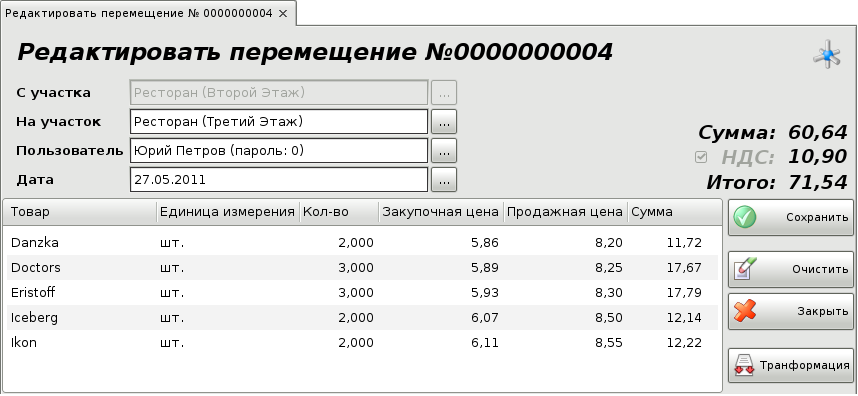 Редактировать перемещение № 0000000004
Редактировать перемещение №0000000004
С участка Ресторан (Второй Этаж) ...
На участок Ресторан (Третий Этаж) ...
Пользователь Юрий Петров (пароль: 0) ...
Дата 27.05.2011 ...
Сумма: 60,64
НДС: 10,90
Итого: 71,54
Товар Единица измерения Кол-во Закупочная цена Продажная цена Сумма
Danzka шт. 2,000 5,86 8,20 11,72
Doctors шт. 3,000 5,89 8,25 17,67
Eristoff шт. 3,000 5,93 8,30 17,79
Iceberg шт. 2,000 6,07 8,50 12,14
Ikon шт. 2,000 6,11 8,55 12,22
Сохранить
Очистить
Закрыть
Транформация